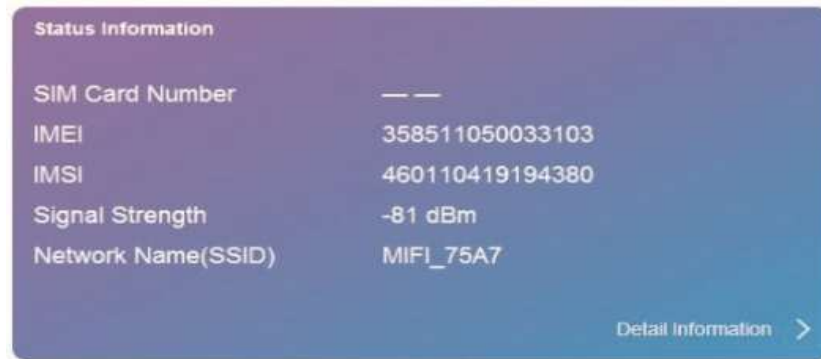 Status Information
SIM Card Number — —
IMEI 358511050033103
IMSI 460110419194380
Signal Strength -81 dBm
Network Name(SSID) MIFI_75A7
Detail Information >